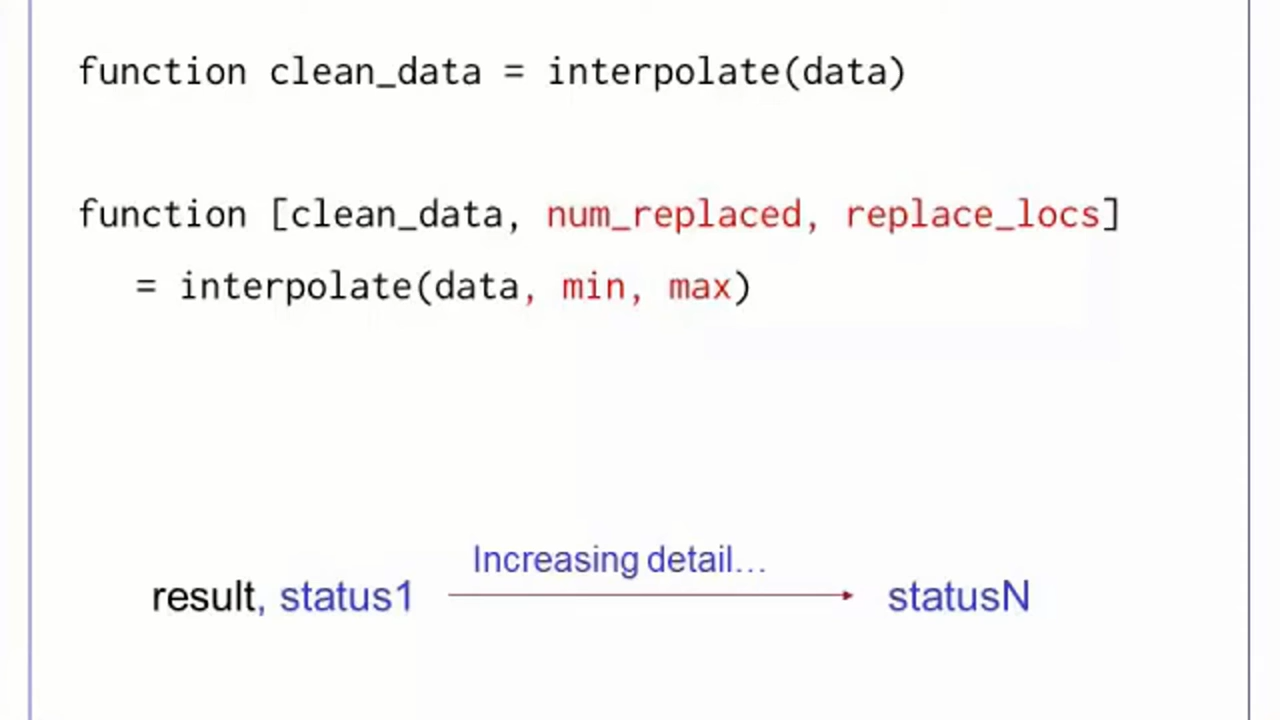 function clean_data = interpolate(data)
function [clean_data, num_replaced, replace_locs]
= interpolate(data, min, max)
Increasing detail…
result, status1 statusN